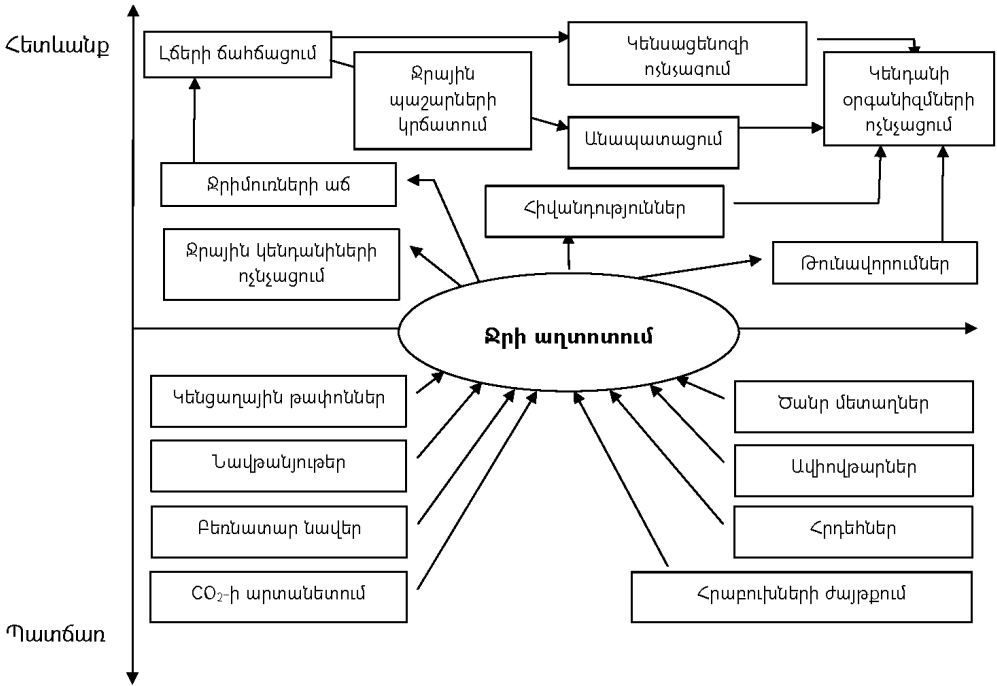 Հետևանք
Լճերի ճահճացում
Կենսացենոզի
ոչնչացում
Ջրային
պաշարների
կրճատում
Կենդանի
օրգանիզմների
ոչնչացում
Անապատացում
Ջրիմուռների աճ
Հիվանդություններ
Ջրային կենդանիների
ոչնչացում
Թունավորումներ
Ջրի աղտոտում
Կենցաղային թափոններ
Ծանր մետաղներ
Նավթանյութեր
Ավիովթարներ
Բեռնատար նավեր
Հրդեհներ
CO₂-ի արտանետում
Հրաբուխների ժայթքում
Պատճառ